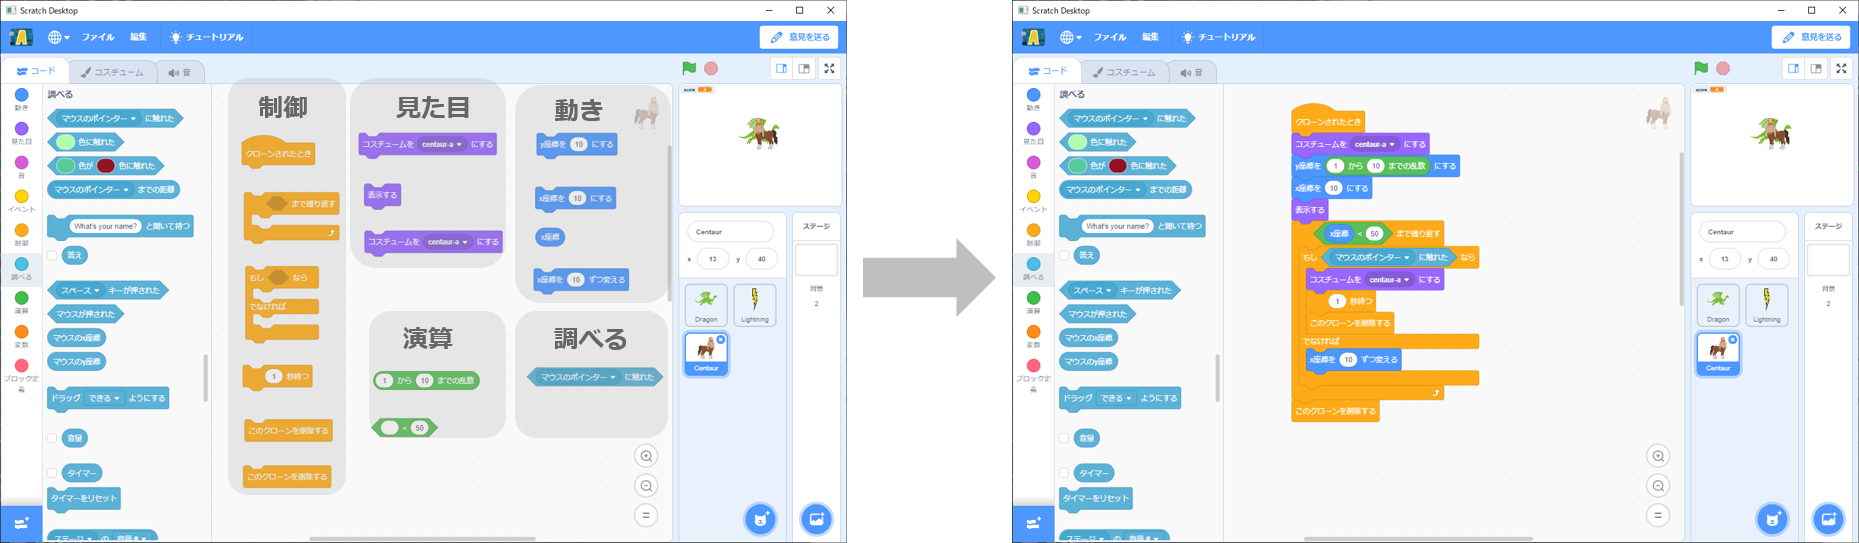 Scratch Desktop
ファイル 編集 チュートリアル 意見を送る
コード コスチューム 音
動き
見た目
音
イベント
制御
調べる
演算
変数
ブロック定義
調べる
マウスのポインター に触れた
色に触れた
色が 色に触れた
マウスのポインター までの距離
What's your name? と聞いて待つ
答え
スペース キーが押された
マウスが押された
マウスのx座標
マウスのy座標
ドラッグ できる ようにする
音量
タイマー
タイマーをリセット
ステージ の 背景#
制御
クローンされたとき
まで繰り返す
もし なら
でなければ
1 秒待つ
このクローンを削除する
このクローンを削除する
見た目
コスチュームを centaur-a にする
表示する
コスチュームを centaur-a にする
動き
y座標を 10 にする
x座標を 10 にする
x座標
x座標を 10 ずつ変える
演算
1 から 10 までの乱数
< 50
調べる
マウスのポインター に触れた
score
Centaur
x 13 y 40
Dragon Lightning
Centaur
ステージ
背景
2
Scratch Desktop
ファイル 編集 チュートリアル 意見を送る
コード コスチューム 音
動き
見た目
音
イベント
制御
調べる
演算
変数
ブロック定義
調べる
マウスのポインター に触れた
色に触れた
色が 色に触れた
マウスのポインター までの距離
What's your name? と聞いて待つ
答え
スペース キーが押された
マウスが押された
マウスのx座標
マウスのy座標
ドラッグ できる ようにする
音量
タイマー
タイマーをリセット
ステージ の 背景#
クローンされたとき
コスチュームを centaur-a にする
y座標を 1 から 10 までの乱数 にする
x座標を 10 にする
表示する
x座標 < 50 まで繰り返す
もし マウスのポインター に触れた なら
コスチュームを centaur-a にする
1 秒待つ
このクローンを削除する
でなければ
x座標を 10 ずつ変える
このクローンを削除する
score
Centaur
x 13 y 40
Dragon Lightning
Centaur
ステージ
背景
2